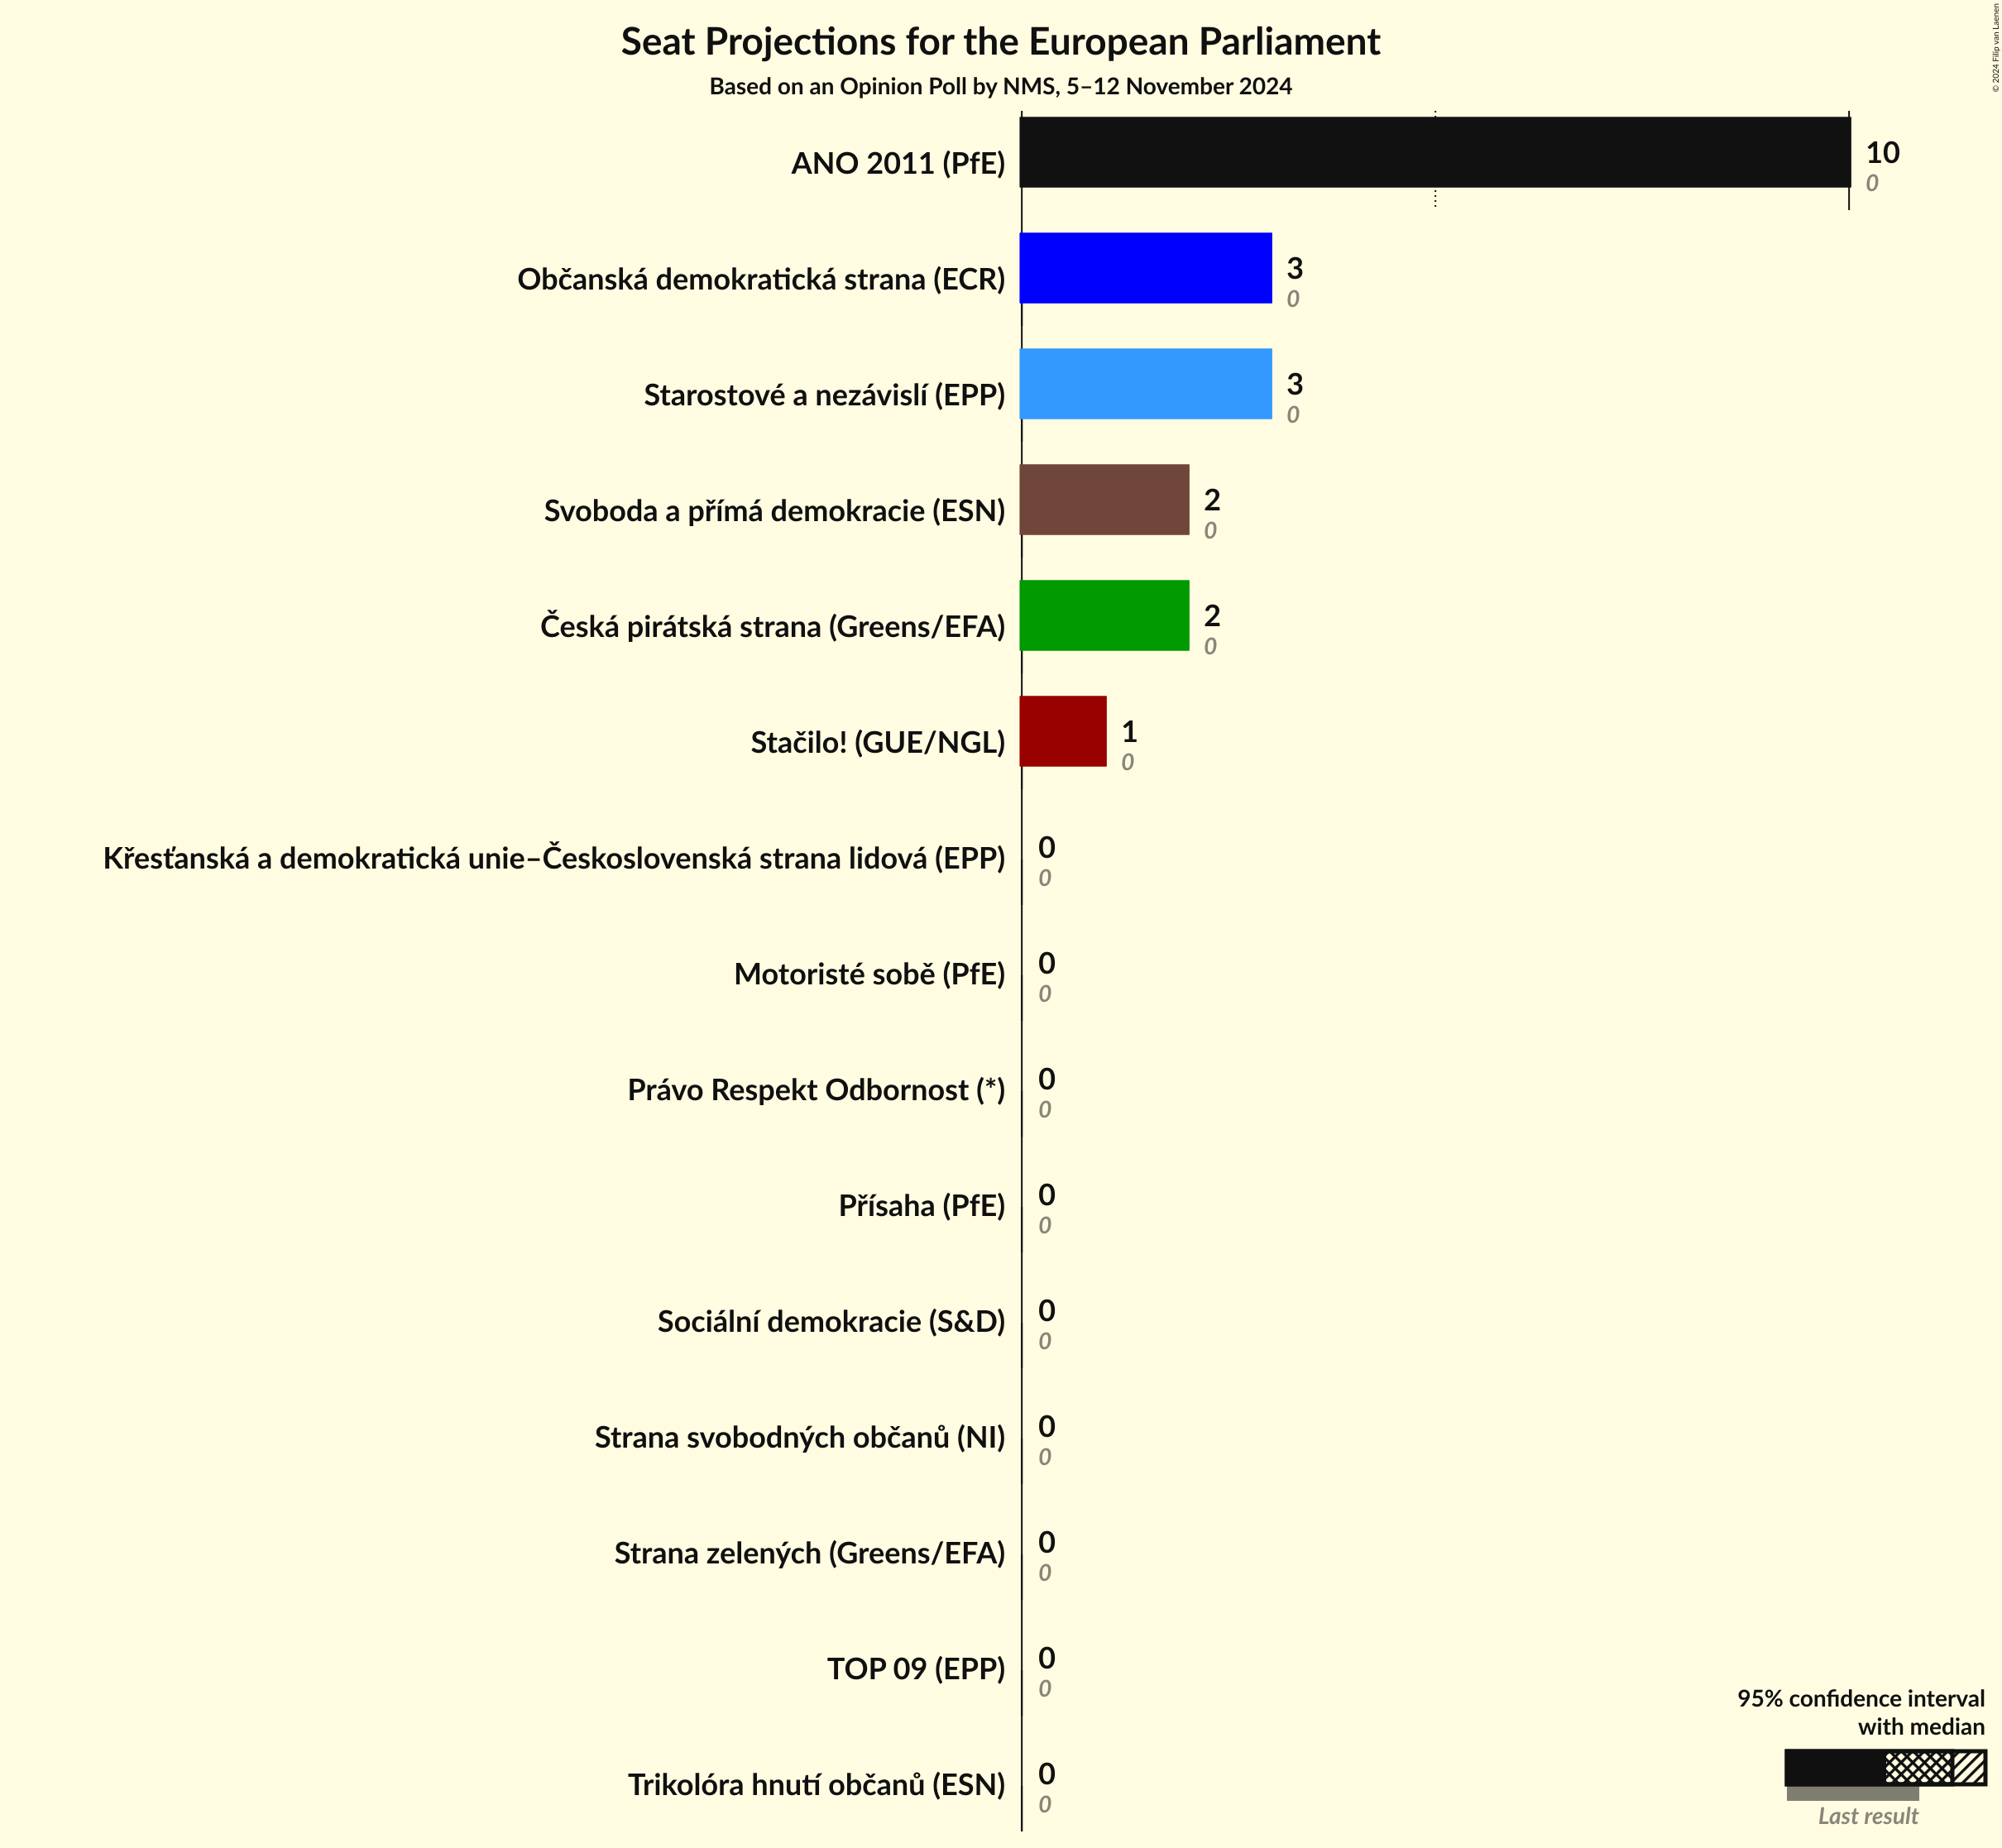 Seat Projections for the European Parliament
Based on an Opinion Poll by NMS, 5–12 November 2024
© 2024 Filip van Laenen
ANO 2011 (PfE)
10
0
Občanská demokratická strana (ECR)
3
0
Starostové a nezávislí (EPP)
3
0
Svoboda a přímá demokracie (ESN)
2
0
Česká pirátská strana (Greens/EFA)
2
0
Stačilo! (GUE/NGL)
1
0
Křesťanská a demokratická unie–Československá strana lidová (EPP)
0
0
Motoristé sobě (PfE)
0
0
Právo Respekt Odbornost (*)
0
0
Přísaha (PfE)
0
0
Sociální demokracie (S&D)
0
0
Strana svobodných občanů (NI)
0
0
Strana zelených (Greens/EFA)
0
0
TOP 09 (EPP)
0
0
Trikolóra hnutí občanů (ESN)
0
0
95% confidence interval
with median
Last result